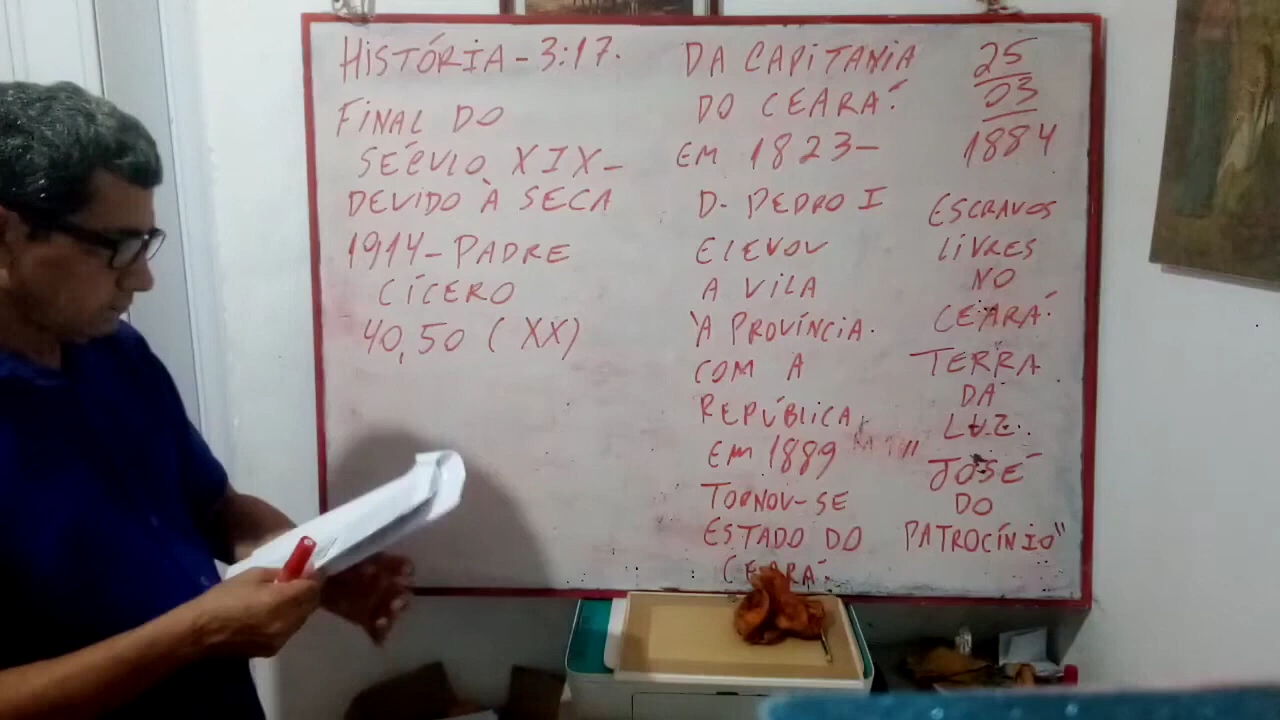 HISTÓRIA - 3:17.
FINAL DO
SÉCULO XIX -
DEVIDO À SECA
1914 - PADRE
CÍCERO
40,50 (XX)
DA CAPITANIA
DO CEARÁ.
EM 1823 -
D. PEDRO I
ELEVOU
A VILA
À PROVÍNCIA.
COM A
REPÚBLICA,
EM 1889
TORNOU-SE
ESTADO DO
CEARÁ.
25
03
1884
ESCRAVOS
LIVRES
NO
CEARÁ.
TERRA
DA
LUZ.
"JOSÉ
DO
PATROCÍNIO"